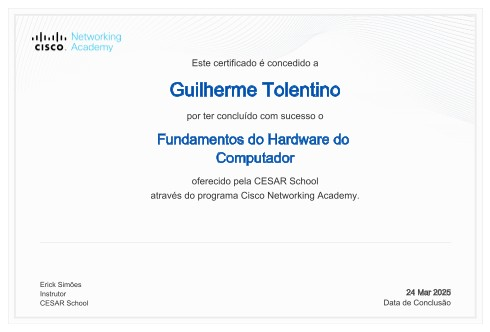 CISCO Networking Academy
Este certificado é concedido a
Guilherme Tolentino
por ter concluído com sucesso o
Fundamentos do Hardware do
Computador
oferecido pela CESAR School
através do programa Cisco Networking Academy.
Erick Simões
Instrutor
CESAR School
24 Mar 2025
Data de Conclusão